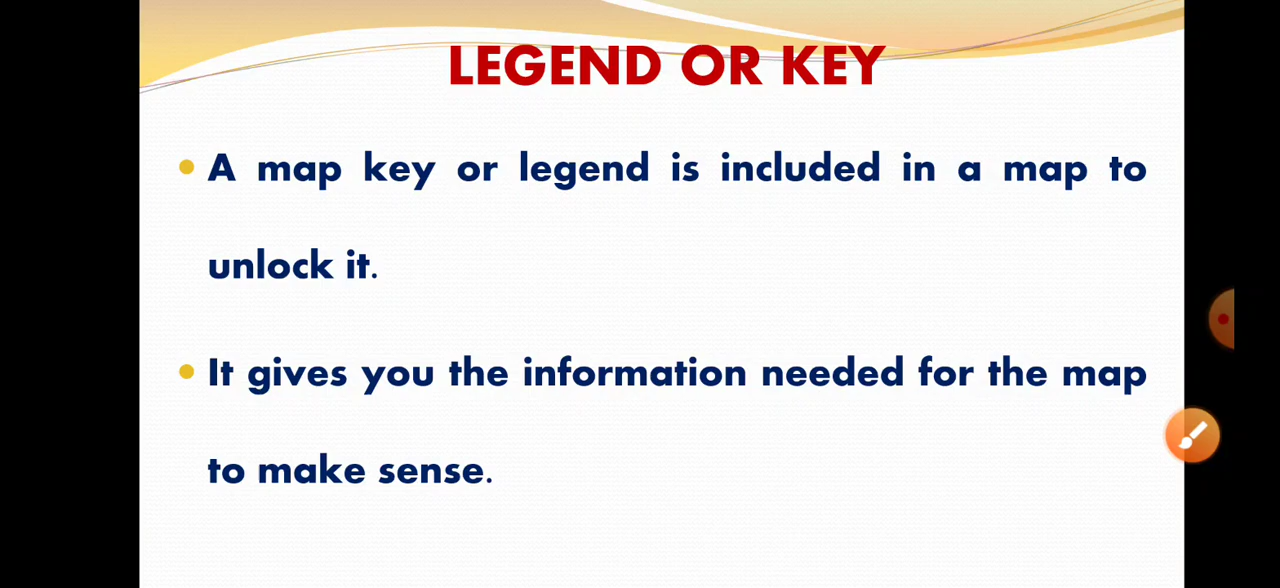 LEGEND OR KEY
A map key or legend is included in a map to
unlock it.
It gives you the information needed for the map
to make sense.